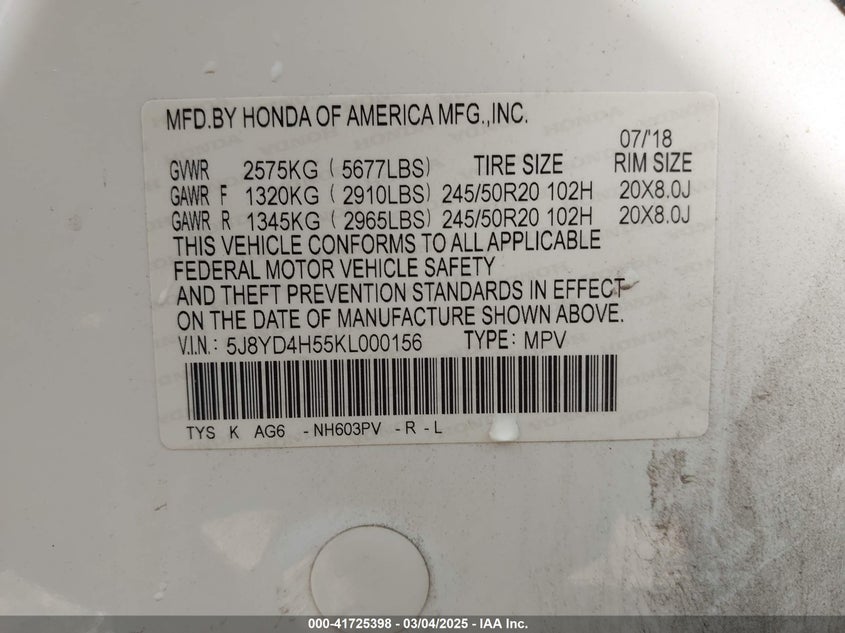 MFD.BY HONDA OF AMERICA MFG.,INC.
07/'18
GVWR 2575KG ( 5677LBS) TIRE SIZE RIM SIZE
GAWR F 1320KG ( 2910LBS) 245/50R20 102H 20X8.0J
GAWR R 1345KG ( 2965LBS) 245/50R20 102H 20X8.0J
THIS VEHICLE CONFORMS TO ALL APPLICABLE
FEDERAL MOTOR VEHICLE SAFETY
AND THEFT PREVENTION STANDARDS IN EFFECT
ON THE DATE OF MANUFACTURE SHOWN ABOVE.
V.I.N.: 5J8YD4H55KL000156 TYPE: MPV
TYS K AG6 -NH603PV -R -L
000-41725398 - 03/04/2025 - IAA Inc.